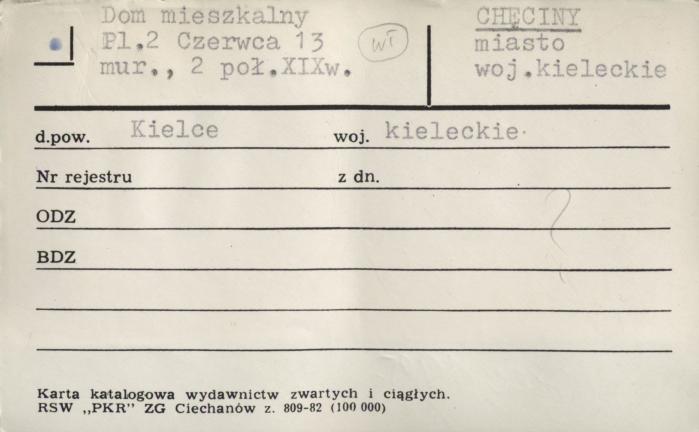 Dom mieszkalny
Pl.2 Czerwca 13
mur., 2 poł.XIXw.
wł
CHĘCINY
miasto
woj.kieleckie
d.pow. Kielce woj. kieleckie
Nr rejestru z dn.
ODZ
BDZ
Karta katalogowa wydawnictw zwartych i ciągłych.
RSW „PKR" ZG Ciechanów z. 809-82 (100 000)